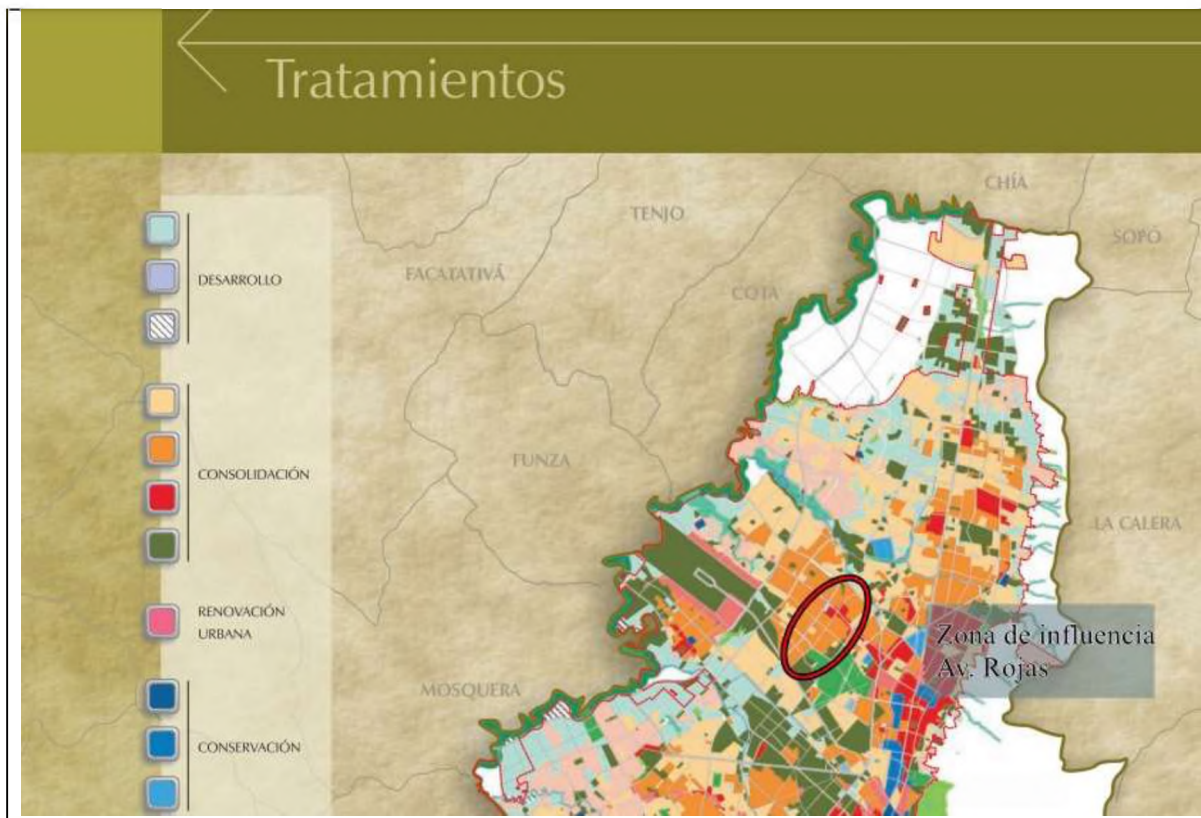 Tratamientos
CHÍA
TENJO
SOPÓ
FACATATIVÁ
COTA
DESARROLLO
FUNZA
CONSOLIDACIÓN
LA CALERA
RENOVACIÓN
URBANA
Zona de influencia
Av. Rojas
MOSQUERA
CONSERVACIÓN